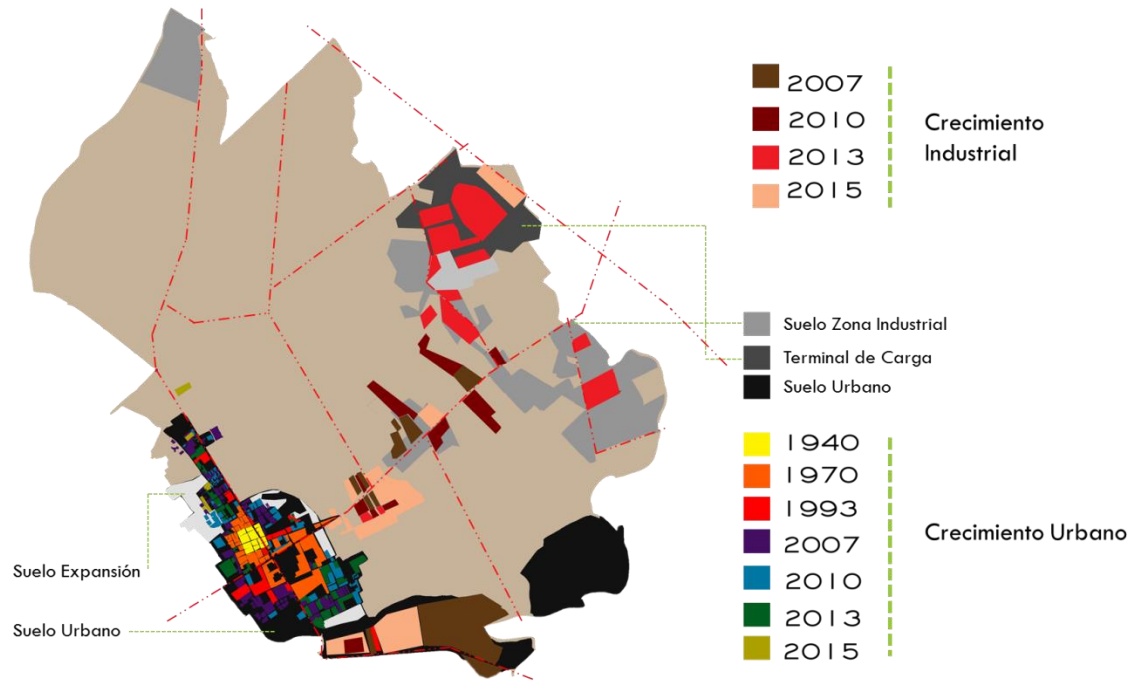 2007
2010
2013
2015
Crecimiento
Industrial
Suelo Zona Industrial
Terminal de Carga
Suelo Urbano
1940
1970
1993
2007
2010
2013
2015
Crecimiento Urbano
Suelo Expansión
Suelo Urbano